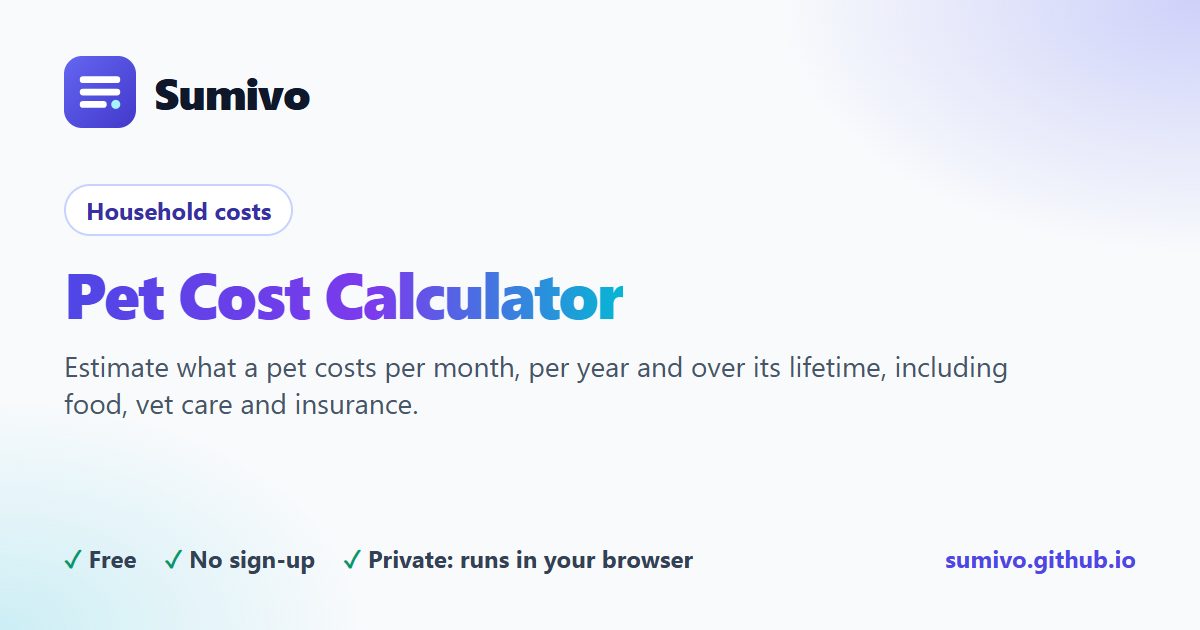 Sumivo
Household costs
Pet Cost Calculator
Estimate what a pet costs per month, per year and over its lifetime, including
food, vet care and insurance.
✓ Free ✓ No sign-up ✓ Private: runs in your browser
sumivo.github.io